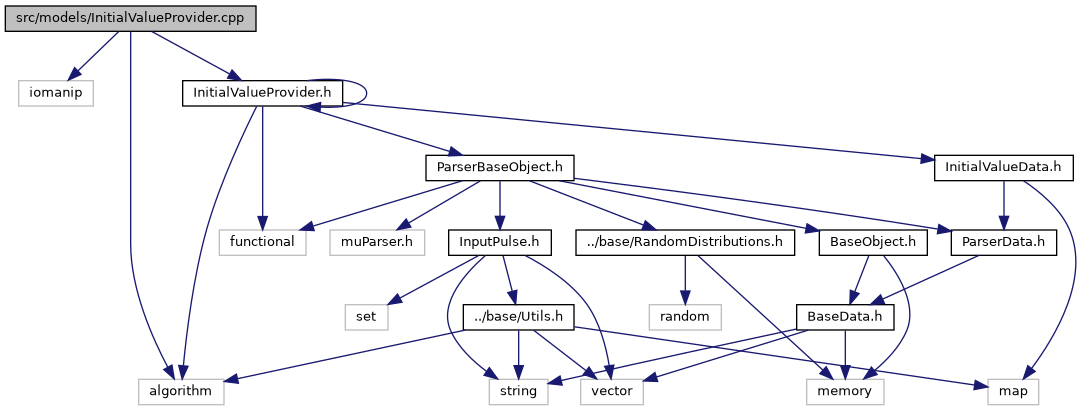 src/models/InitialValueProvider.cpp
iomanip
InitialValueProvider.h
ParserBaseObject.h
InitialValueData.h
functional
muParser.h
InputPulse.h
../base/RandomDistributions.h
BaseObject.h
ParserData.h
set
../base/Utils.h
random
BaseData.h
algorithm
string
vector
memory
map